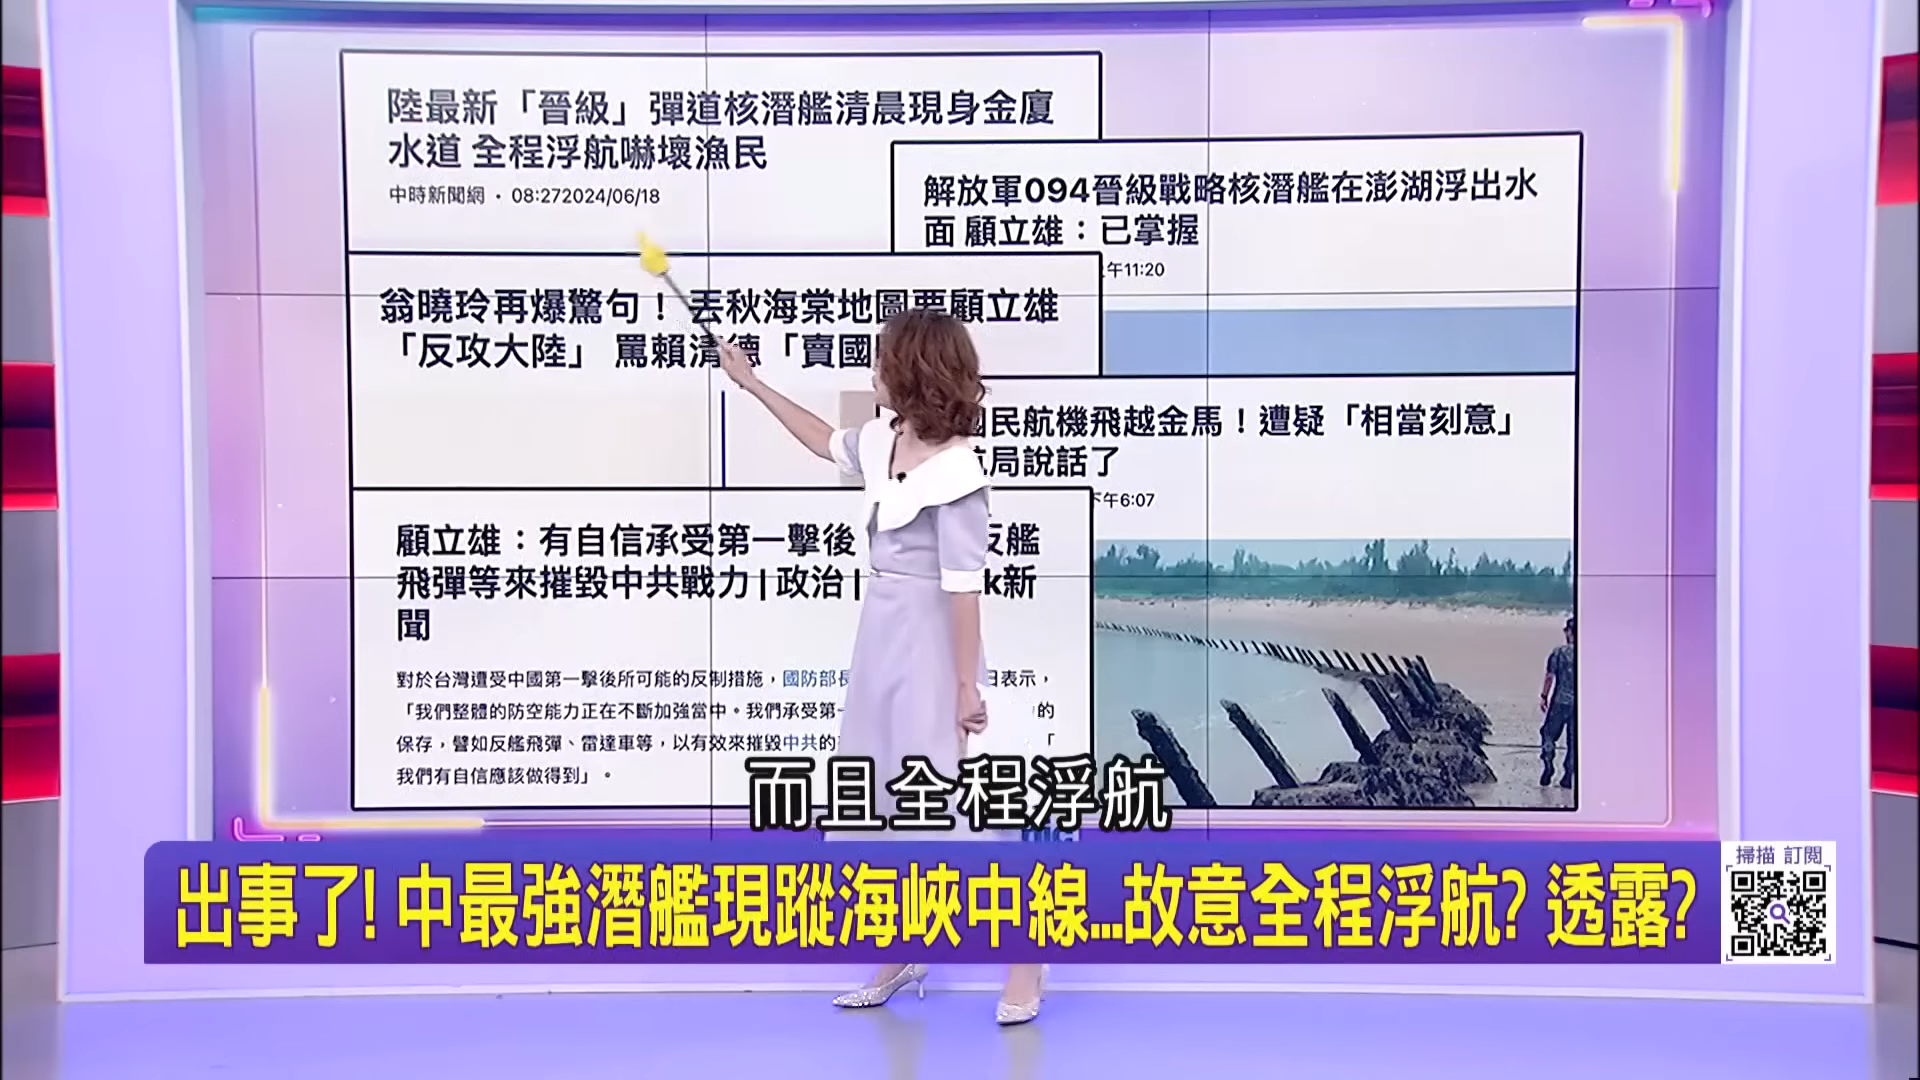 陸最新「晉級」彈道核潛艦清晨現身金廈
水道 全程浮航嚇壞漁民
中時新聞網 · 08:272024/06/18
解放軍094晉級戰略核潛艦在澎湖浮出水
面 顧立雄：已掌握
午11:20
翁曉玲再爆驚句！ 丟秋海棠地圖要顧立雄
「反攻大陸」 罵賴清德「賣國
國民航機飛越金馬！遭疑「相當刻意」
航局說話了
下午6:07
顧立雄：有自信承受第一擊後 反艦
飛彈等來摧毀中共戰力 | 政治 | k新
聞
對於台灣遭受中國第一擊後所可能的反制措施，國防部長 日表示，
「我們整體的防空能力正在不斷加強當中。我們承受第一 的
保存，譬如反艦飛彈、雷達車等，以有效來摧毀中共的 「
我們有自信應該做得到」。
而且全程浮航
出事了! 中最強潛艦現蹤海峽中線...故意全程浮航? 透露?
掃描 訂閱